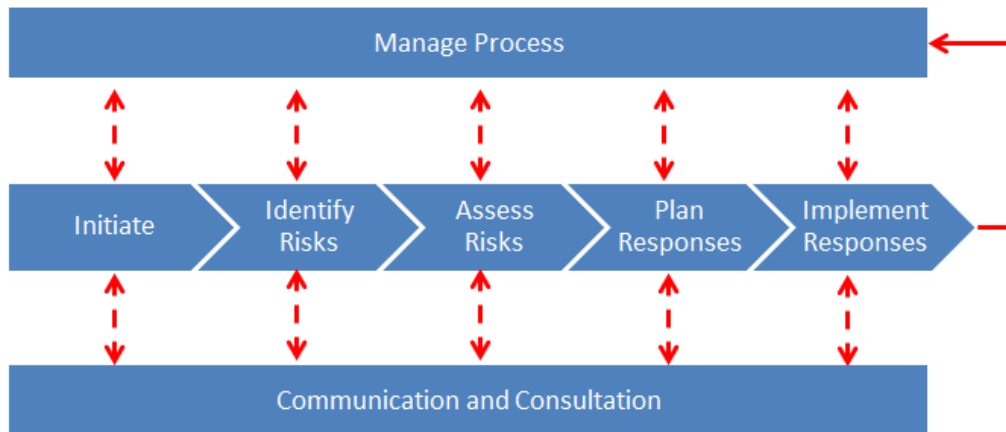 Manage Process
Initiate
Identify
Risks
Assess
Risks
Plan
Responses
Implement
Responses
Communication and Consultation